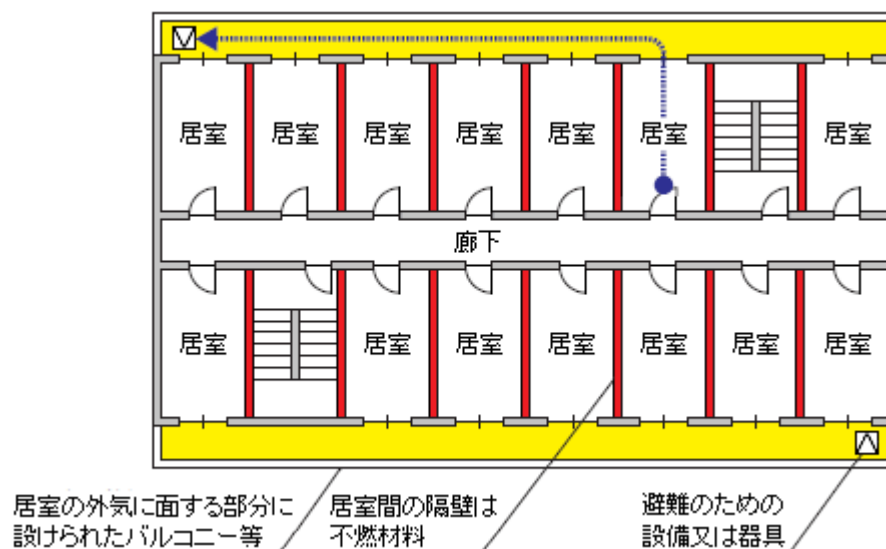 居室 居室 居室 居室 居室 居室 居室
廊下
居室 居室 居室 居室 居室 居室 居室
居室の外気に面する部分に
設けられたバルコニー等
居室間の隔壁は
不燃材料
避難のための
設備又は器具